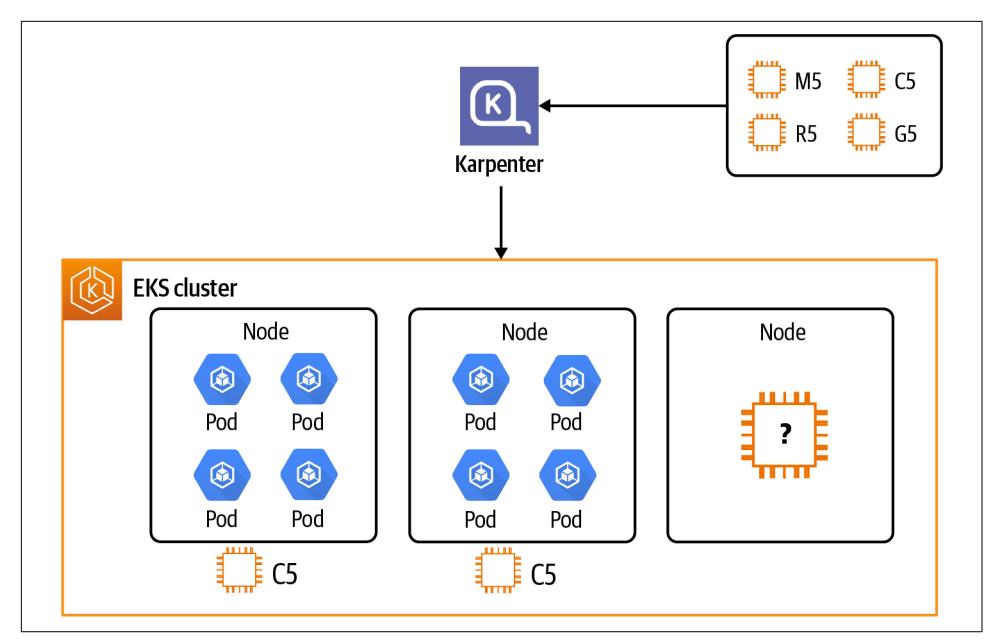 M5 C5
K
R5 G5
Karpenter
K
EKS cluster
Node Node Node
Pod Pod Pod Pod
?
Pod Pod Pod Pod
C5 C5